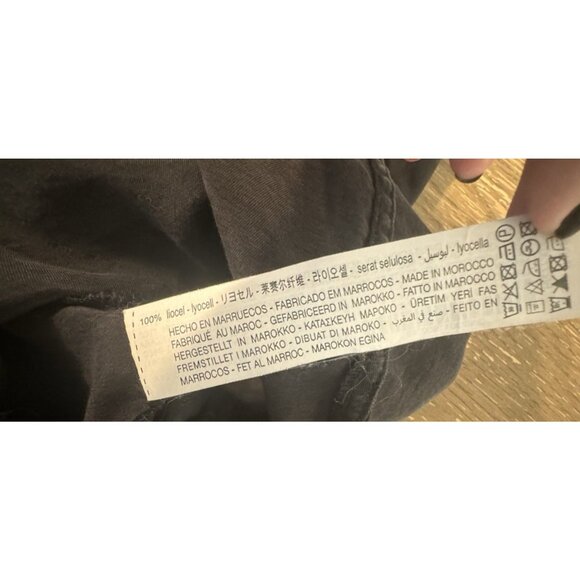 100% liocel - lyocell - リヨセル - 莱赛尔纤维 - 라이오셀 - serat selulosa - ليوسيل - lyocella
HECHO EN MARRUECOS - FABRICADO EM MARROCOS - MADE IN MOROCCO
FABRIQUÉ AU MAROC - GEFABRICEERD IN MAROKKO - FATTO IN MAROCCO
HERGESTELLT IN MAROKKO - ΚΑΤΑΣΚΕΥΗ ΜΑΡΟΚΟ - ÜRETİM YERİ FAS
FREMSTILLET I MAROKKO - DIBUAT DI MAROKO - صنع في المغرب - FEITO EN
MARROCOS - FET AL MARROC - MAROKON EGINA